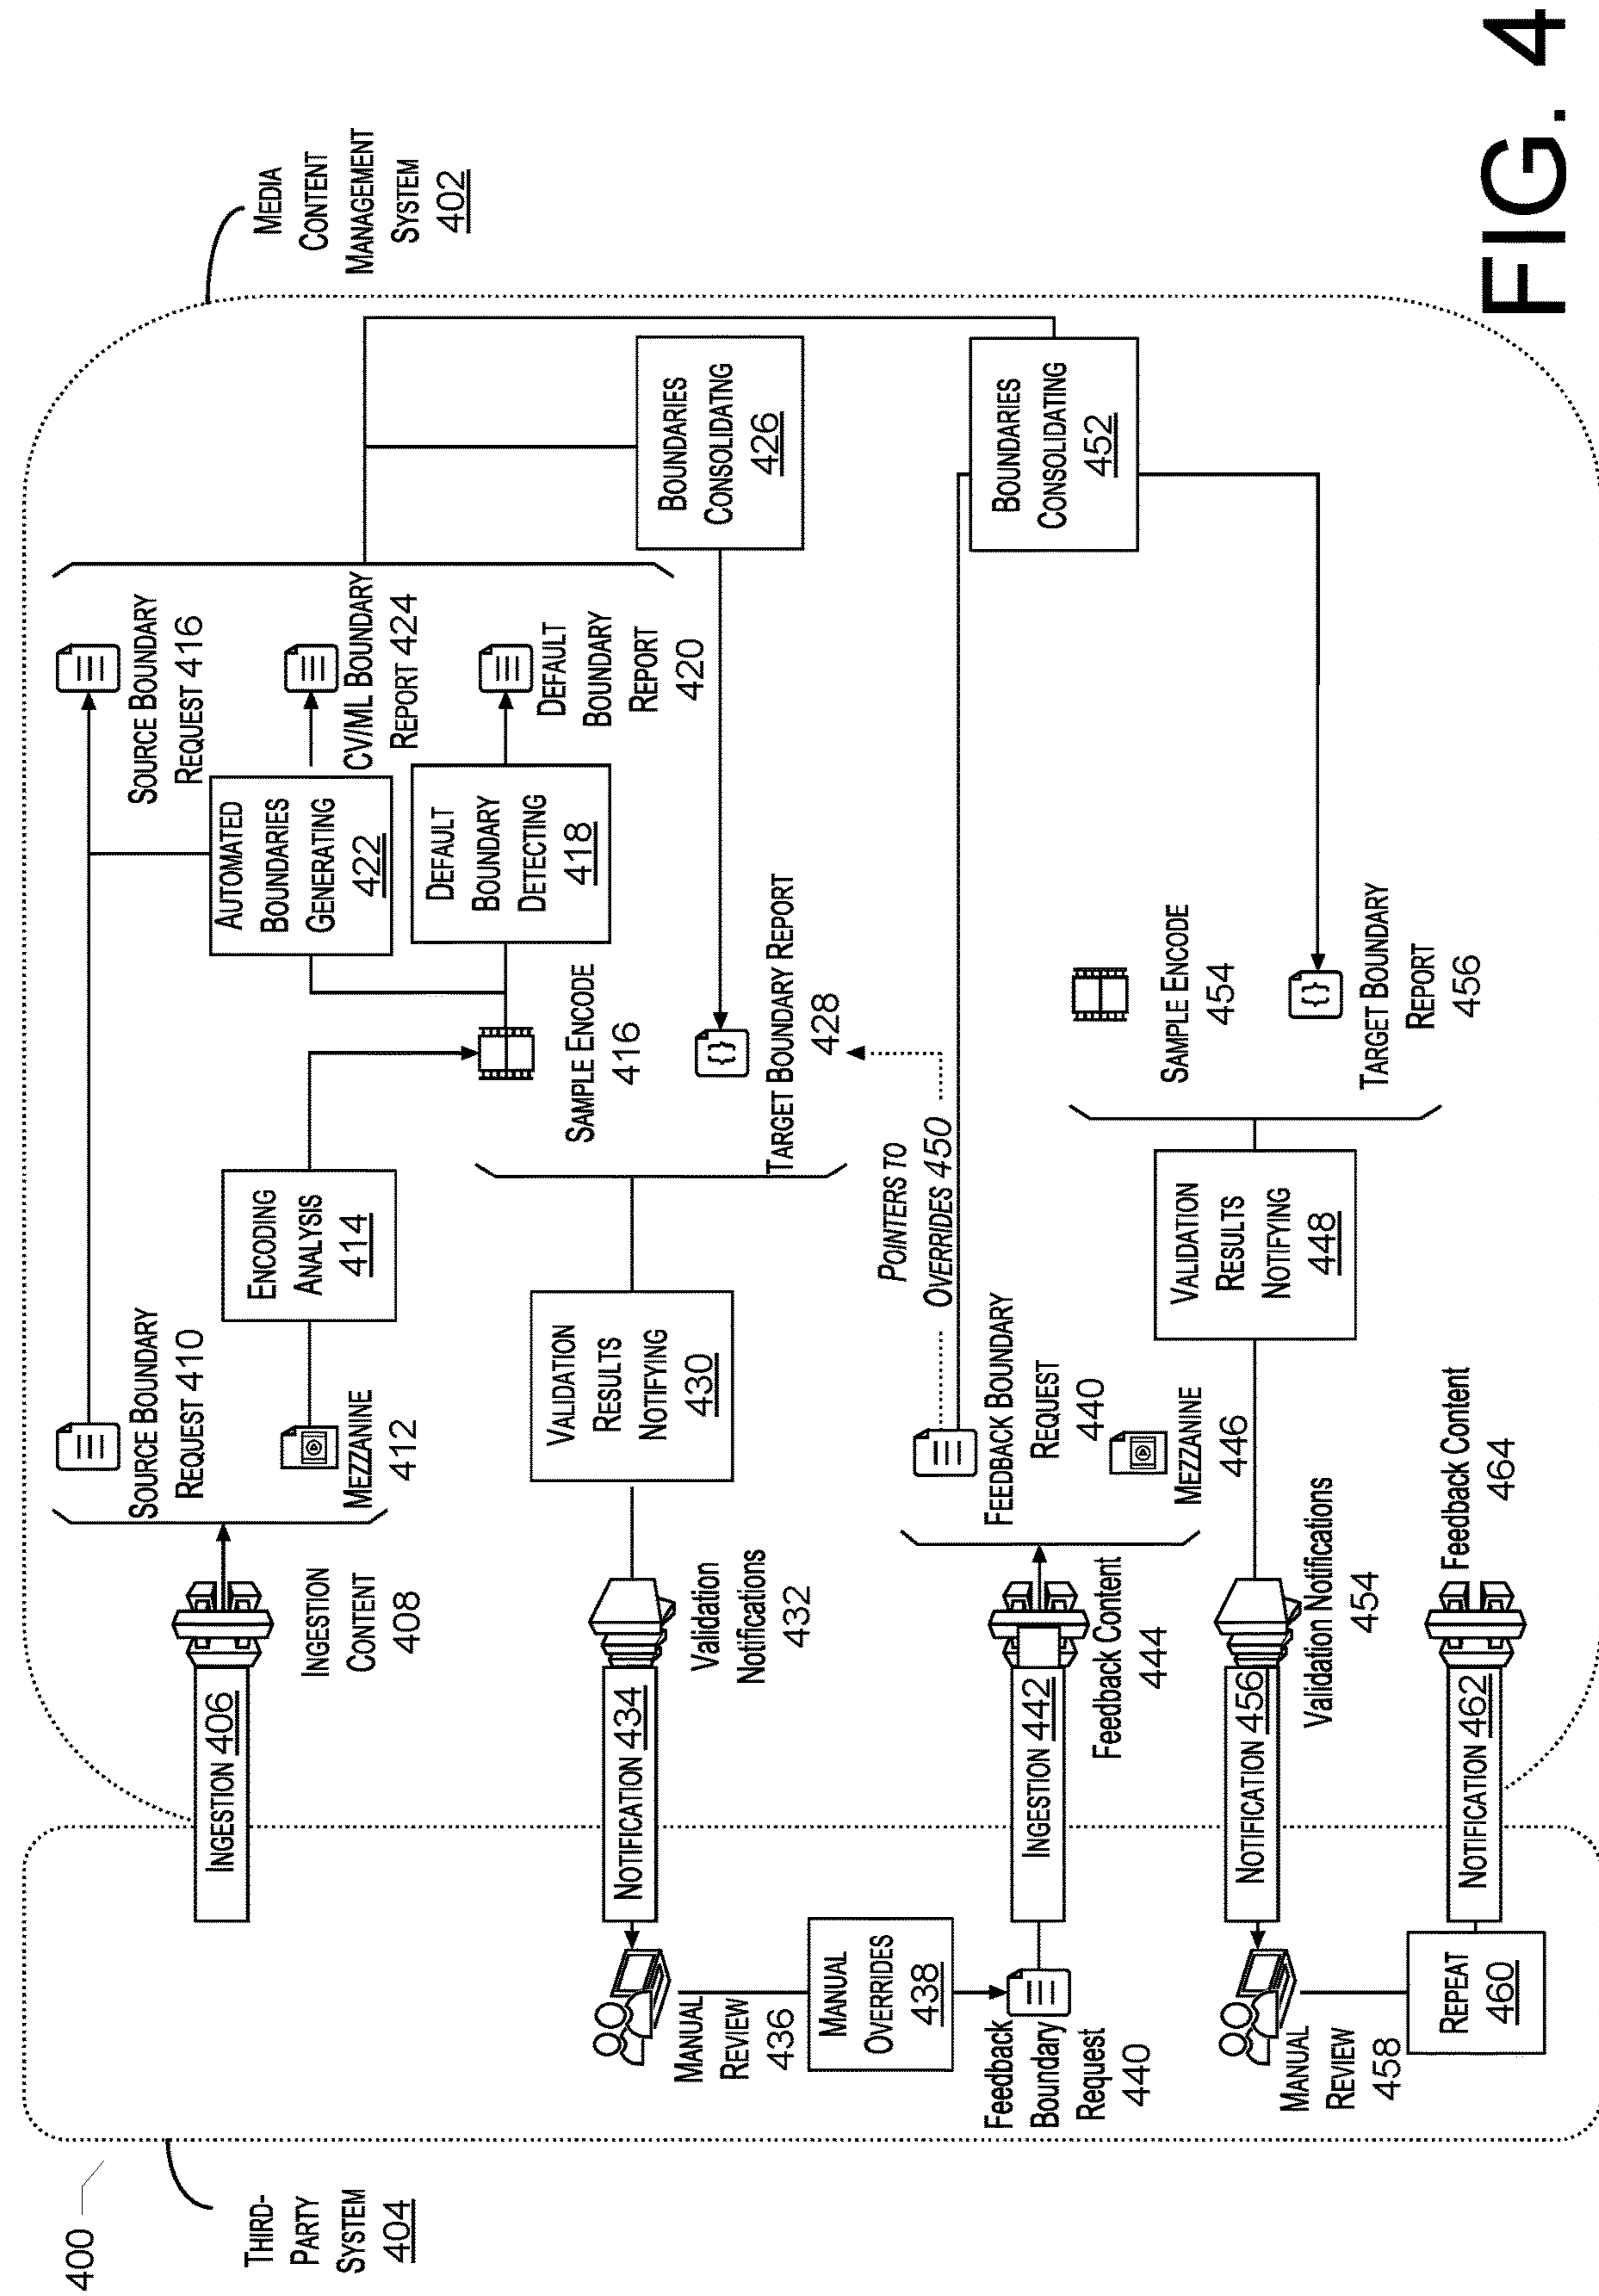 400
THIRD-
PARTY
SYSTEM
404
MEDIA
CONTENT
MANAGEMENT
SYSTEM
402
INGESTION 406
INGESTION
CONTENT
408
SOURCE BOUNDARY
REQUEST 410
MEZZANINE
412
ENCODING
ANALYSIS
414
SAMPLE ENCODE
416
AUTOMATED
BOUNDARIES
GENERATING
422
DEFAULT
BOUNDARY
DETECTING
418
SOURCE BOUNDARY
REQUEST 416
CV/ML BOUNDARY
REPORT 424
DEFAULT
BOUNDARY
REPORT
420
BOUNDARIES
CONSOLIDATNG
426
TARGET BOUNDARY REPORT
428
VALIDATION
RESULTS
NOTIFYING
430
Validation
Notifications
432
NOTIFICATION 434
MANUAL
REVIEW
436
MANUAL
OVERRIDES
438
Feedback
Boundary
Request
440
INGESTION 442
Feedback Content
444
FEEDBACK BOUNDARY
REQUEST
440
MEZZANINE
446
POINTERS TO
OVERRIDES 450
BOUNDARIES
CONSOLIDATING
452
SAMPLE ENCODE
454
TARGET BOUNDARY
REPORT
456
VALIDATION
RESULTS
NOTIFYING
448
Validation Notifications
454
NOTIFICATION 456
MANUAL
REVIEW
458
REPEAT
460
NOTIFICATION 462
Feedback Content
464
FIG. 4